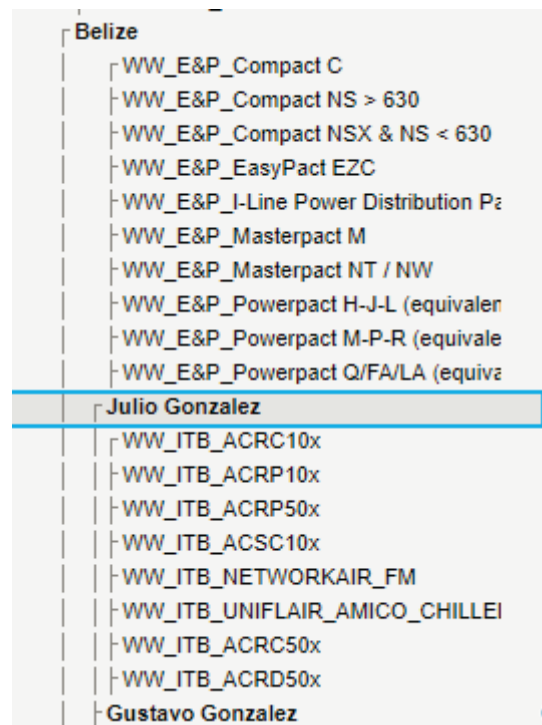 Belize
WW_E&P_Compact C
WW_E&P_Compact NS > 630
WW_E&P_Compact NSX & NS < 630
WW_E&P_EasyPact EZC
WW_E&P_I-Line Power Distribution Pa
WW_E&P_Masterpact M
WW_E&P_Masterpact NT / NW
WW_E&P_Powerpact H-J-L (equivalen
WW_E&P_Powerpact M-P-R (equivale
WW_E&P_Powerpact Q/FA/LA (equiva
Julio Gonzalez
WW_ITB_ACRC10x
WW_ITB_ACRP10x
WW_ITB_ACRP50x
WW_ITB_ACSC10x
WW_ITB_NETWORKAIR_FM
WW_ITB_UNIFLAIR_AMICO_CHILLE
WW_ITB_ACRC50x
WW_ITB_ACRD50x
Gustavo Gonzalez